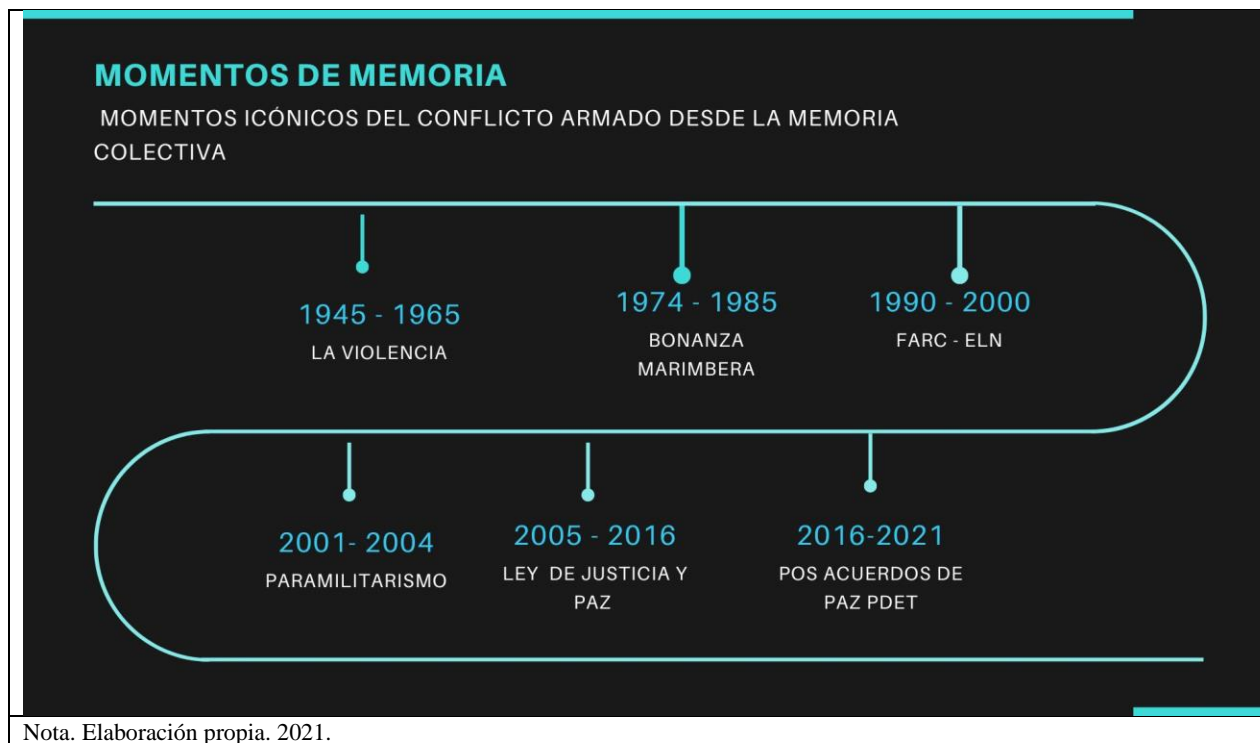 MOMENTOS DE MEMORIA
MOMENTOS ICÓNICOS DEL CONFLICTO ARMADO DESDE LA MEMORIA
COLECTIVA
1945 - 1965
LA VIOLENCIA
1974 - 1985
BONANZA
MARIMBERA
1990 - 2000
FARC - ELN
2001- 2004
PARAMILITARISMO
2005 - 2016
LEY DE JUSTICIA Y
PAZ
2016-2021
POS ACUERDOS DE
PAZ PDET
Nota. Elaboración propia. 2021.